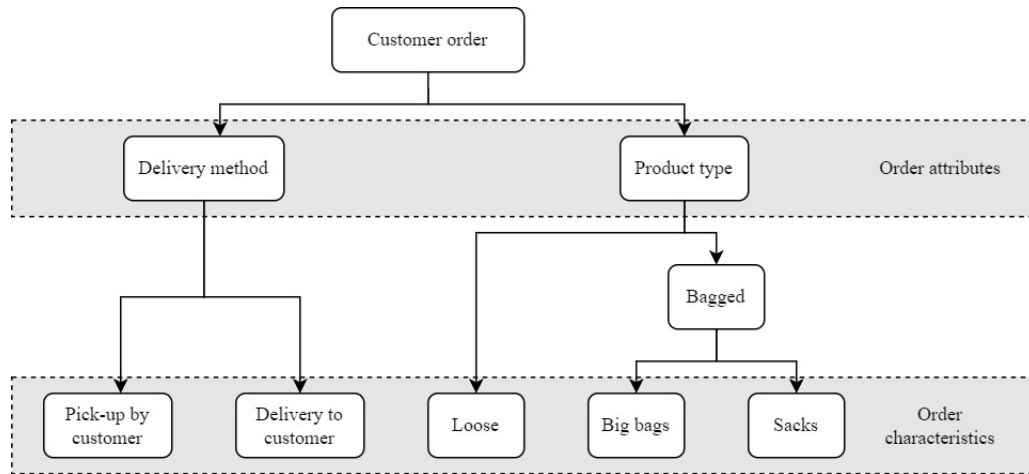 Customer order
Delivery method
Product type
Order attributes
Bagged
Pick-up by
customer
Delivery to
customer
Loose
Big bags
Sacks
Order
characteristics